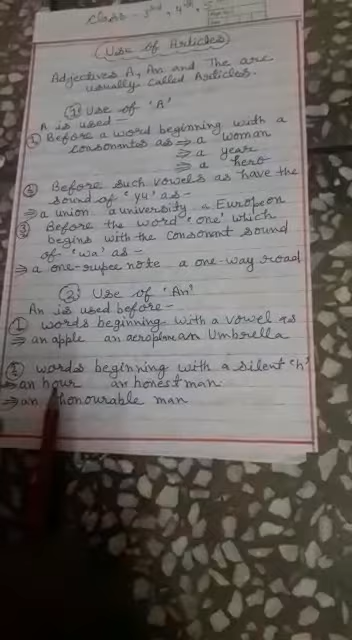 Class - 3rd, 4th,
Use of Articles
Adjectives A, An and The are
usually called Articles.
① Use of 'A'
A is used -
① Before a word beginning with a
consonantes as ⇒ a woman
⇒ a year
⇒ a hero
② Before such vowels as have the
sound of 'yu' as -
⇒ a union a university a European
③ Before the word 'one' which
begins with the consonent sound
of 'wa' as -
⇒ a one-rupee note a one-way road
② Use of 'An'
An is used before -
① words beginning with a vowel as
⇒ an apple an aeroplane an Umbrella
② words beginning with a silent 'h'
⇒ an hour an honest man.
⇒ an honourable man